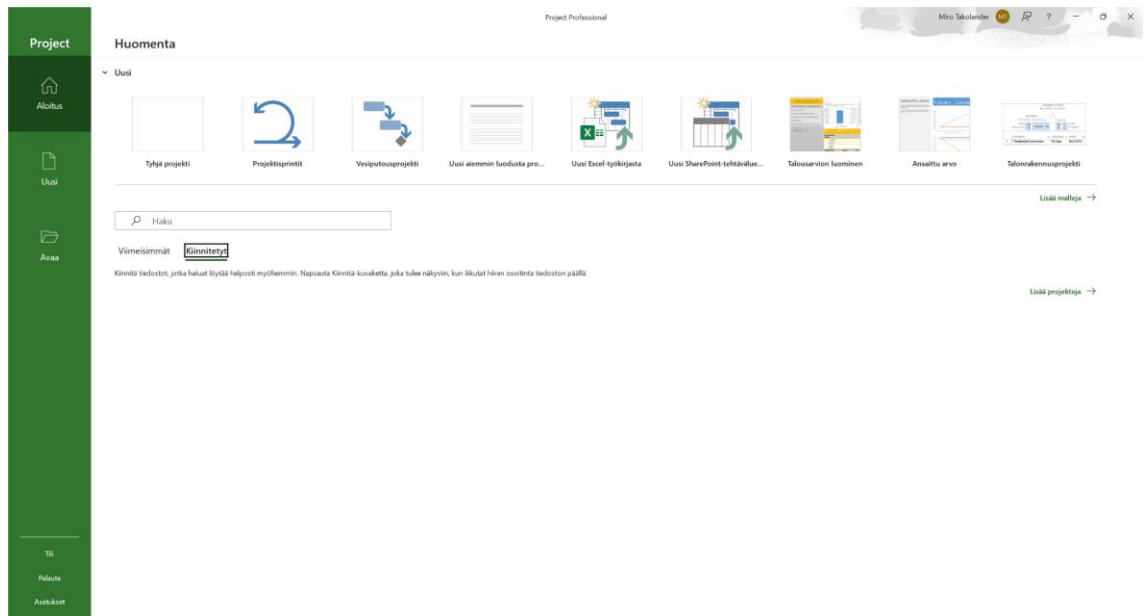 Project Professional
Miro Takolander MT ?
Project
Huomenta
Aloitus
Uusi
Avaa
Tili
Palaute
Asetukset
Uusi
Tyhjä projekti
Projektisprintit
Vesiputousprojekti
Uusi aiemmin luodusta pro...
Uusi Excel-työkirjasta
Uusi SharePoint-tehtävälue...
Talousarvion luominen
Ansaittu arvo
Talonrakennusprojekti
Lisää malleja →
Haku
Viimeisimmät Kiinnitetyt
Kiinnitä tiedostot, jotka haluat löytää helposti myöhemmin. Napsauta Kiinnitä-kuvaketta, joka tulee näkyviin, kun liikutat hiiren osoitinta tiedoston päällä.
Lisää projekteja →